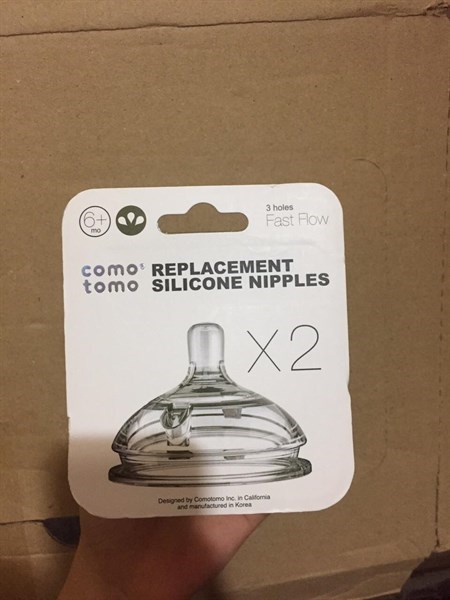 6+
mo
3 holes
Fast Flow
como
tomo
REPLACEMENT
SILICONE NIPPLES
X2
Designed by Comotomo Inc. in California
and manufactured in Korea